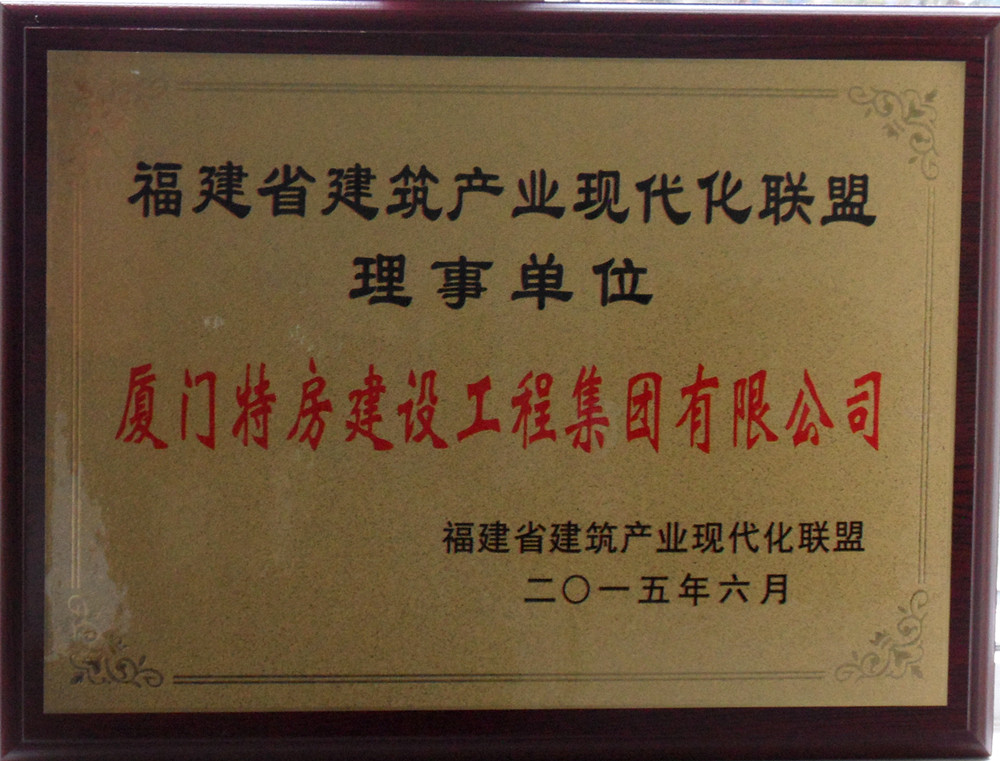 福建省建筑产业现代化联盟
理事单位
厦门特房建设工程集团有限公司
福建省建筑产业现代化联盟
二〇一五年六月